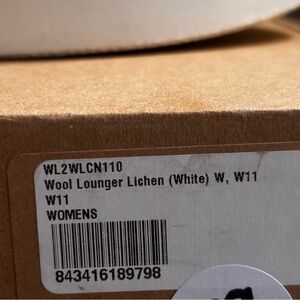 WL2WLCN110
Wool Lounger Lichen (White) W, W11
W11
WOMENS
843416189798